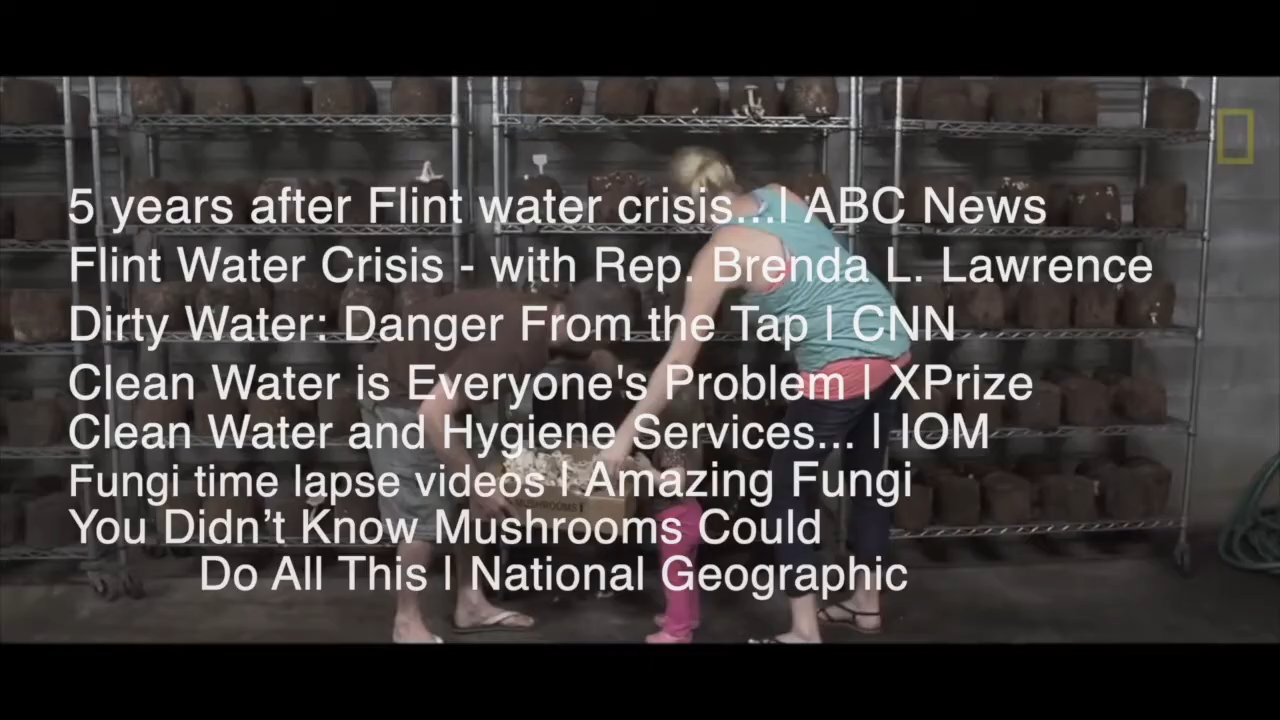 5 years after Flint water crisis...| ABC News
Flint Water Crisis - with Rep. Brenda L. Lawrence
Dirty Water: Danger From the Tap | CNN
Clean Water is Everyone's Problem | XPrize
Clean Water and Hygiene Services... | IOM
Fungi time lapse videos | Amazing Fungi
You Didn’t Know Mushrooms Could
Do All This | National Geographic
MUSHROOMS